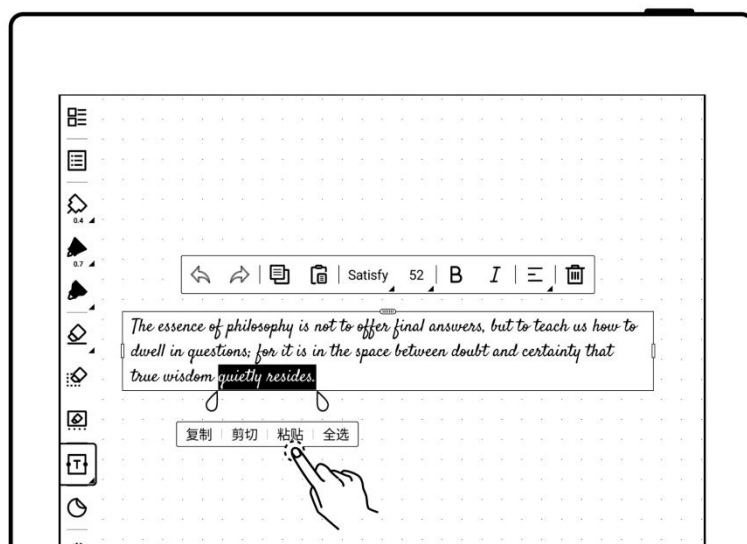 0.4
0.7
Satisfy 52 B I
The essence of philosophy is not to offer final answers, but to teach us how to
dwell in questions; for it is in the space between doubt and certainty that
true wisdom quietly resides.
复制 剪切 粘贴 全选
T